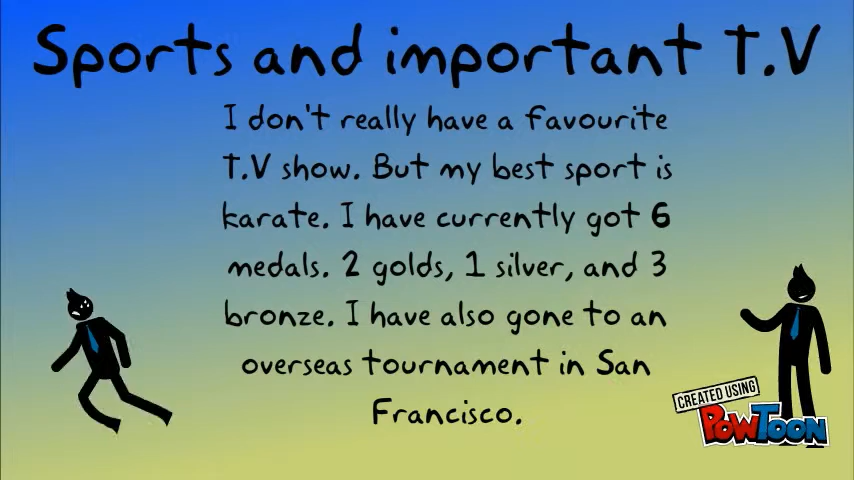 Sports and important T.V
I don't really have a favourite
T.V show. But my best sport is
karate. I have currently got 6
medals. 2 golds, 1 silver, and 3
bronze. I have also gone to an
overseas tournament in San
Francisco.
CREATED USING
POWTOON